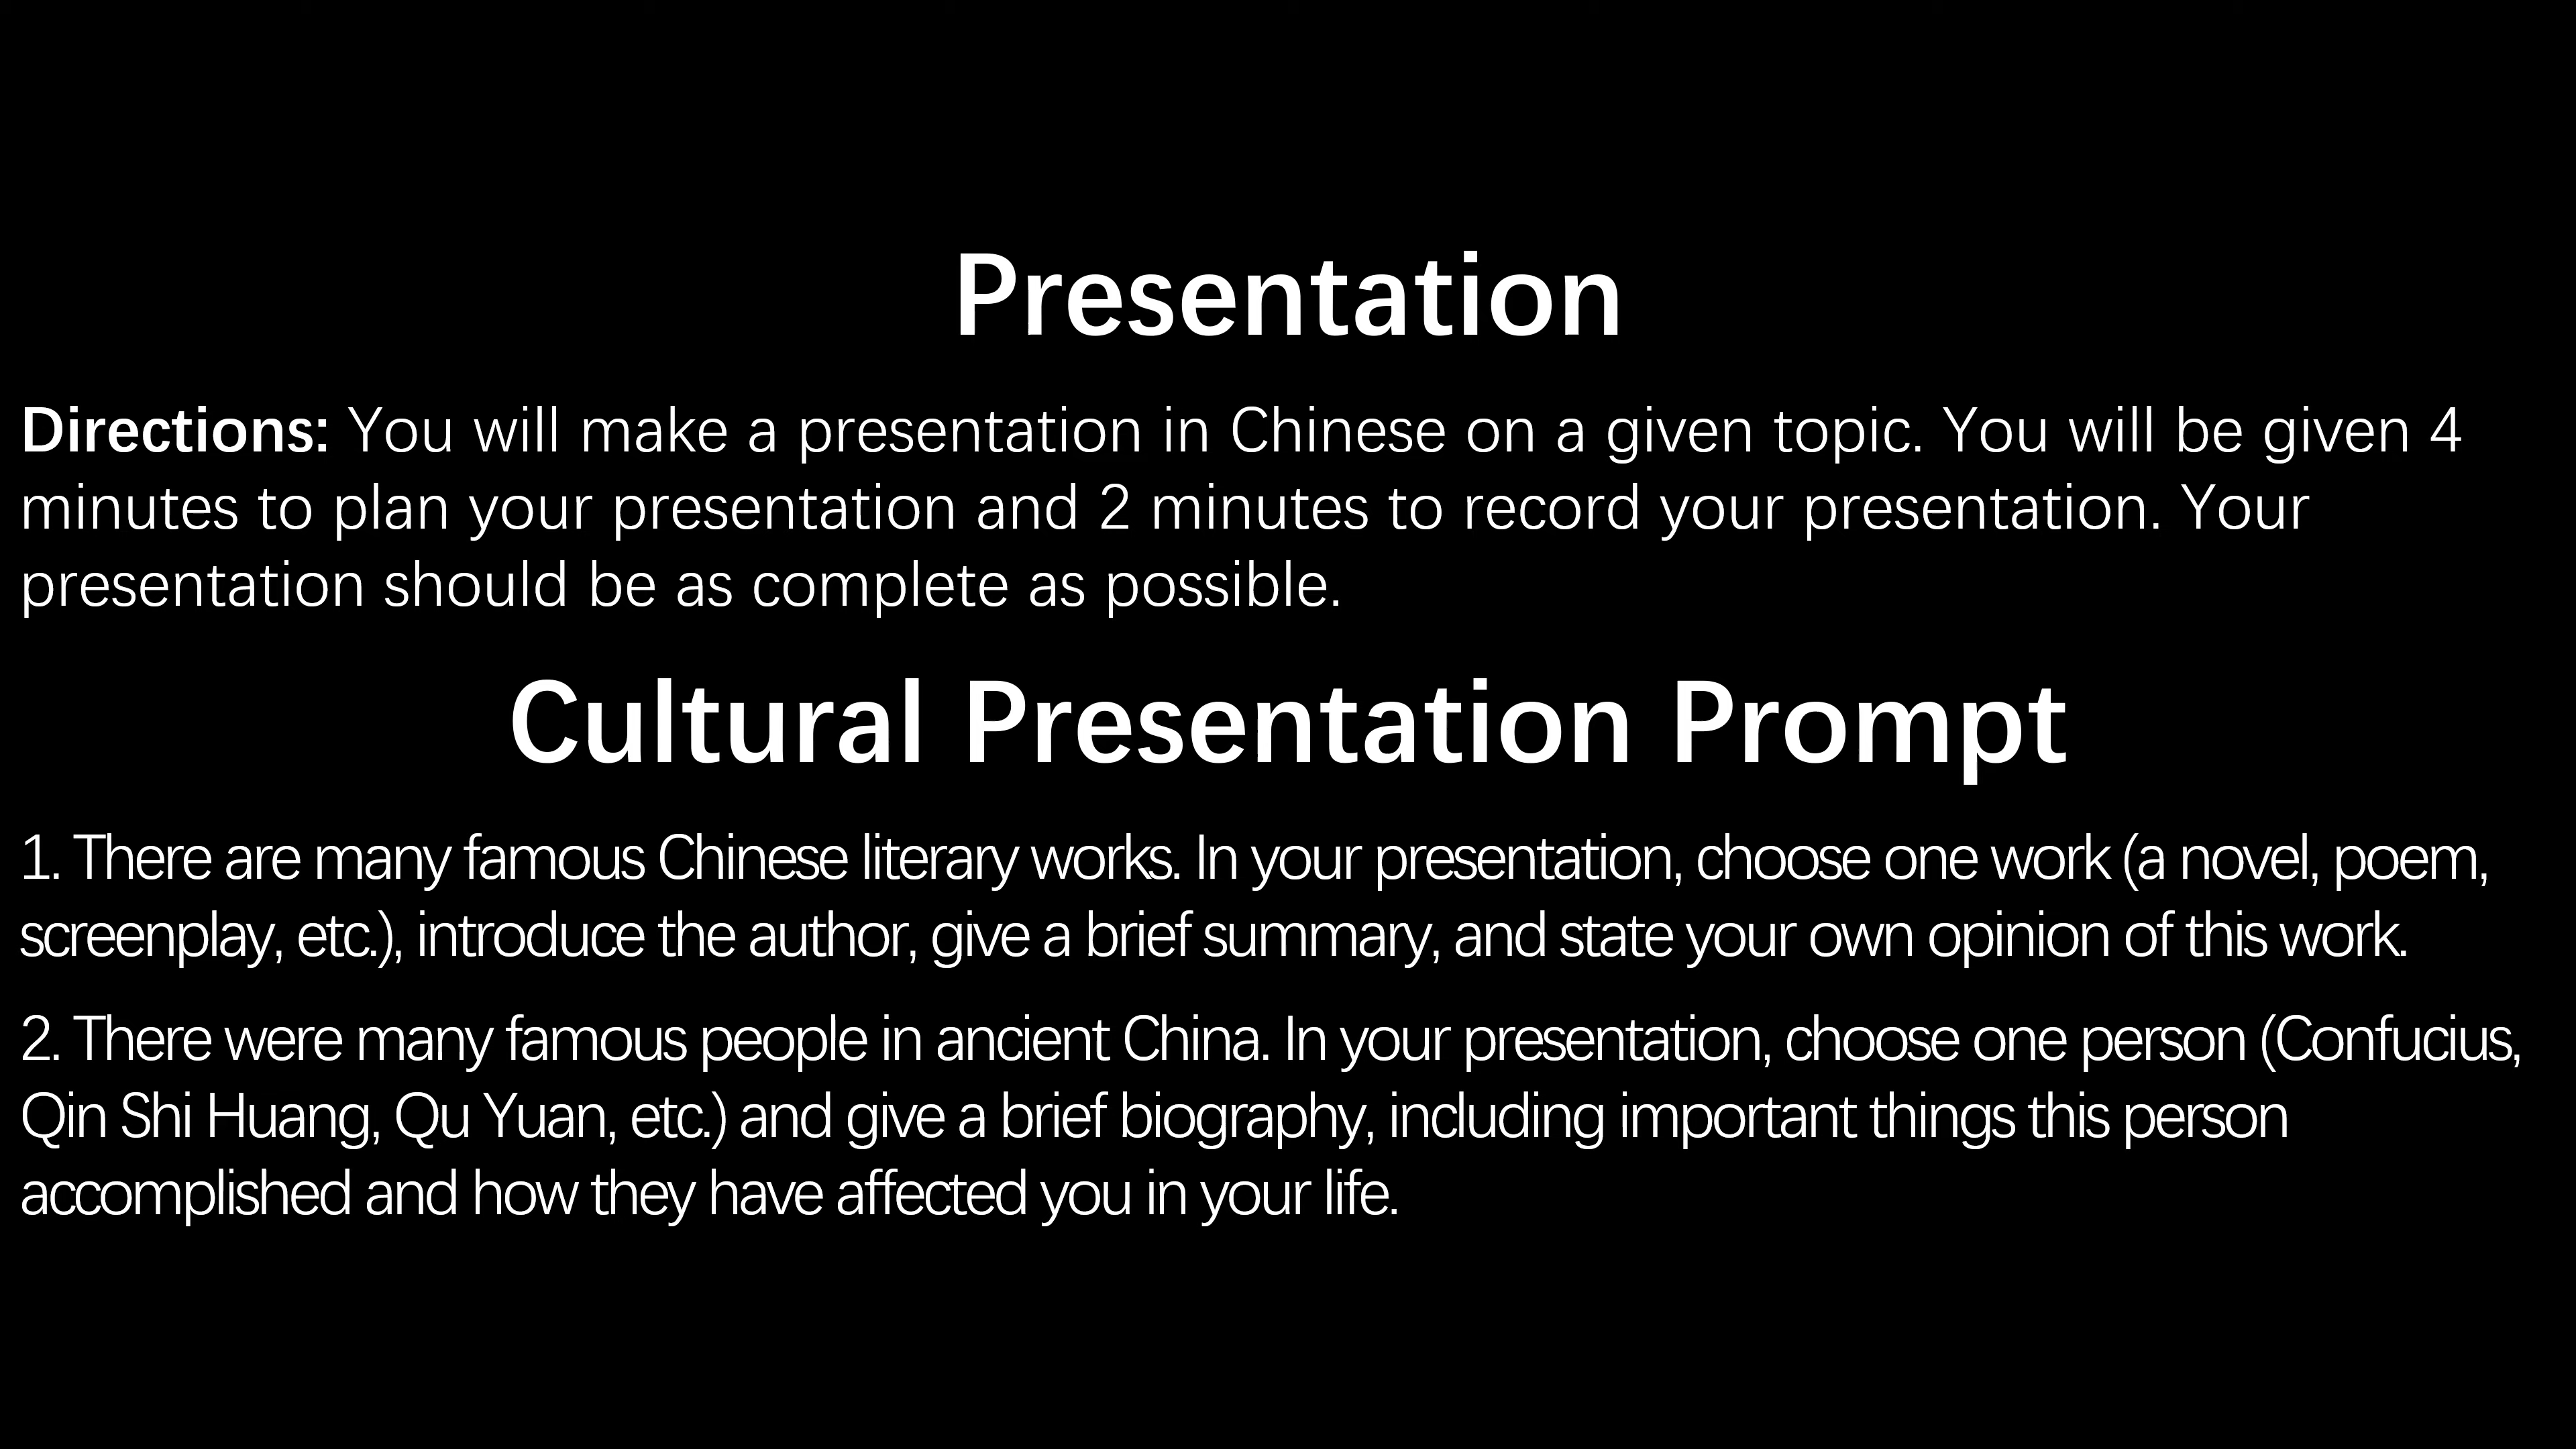 Presentation
Directions: You will make a presentation in Chinese on a given topic. You will be given 4
minutes to plan your presentation and 2 minutes to record your presentation. Your
presentation should be as complete as possible.
Cultural Presentation Prompt
1. There are many famous Chinese literary works. In your presentation, choose one work (a novel, poem,
screenplay, etc.), introduce the author, give a brief summary, and state your own opinion of this work.
2. There were many famous people in ancient China. In your presentation, choose one person (Confucius,
Qin Shi Huang, Qu Yuan, etc.) and give a brief biography, including important things this person
accomplished and how they have affected you in your life.